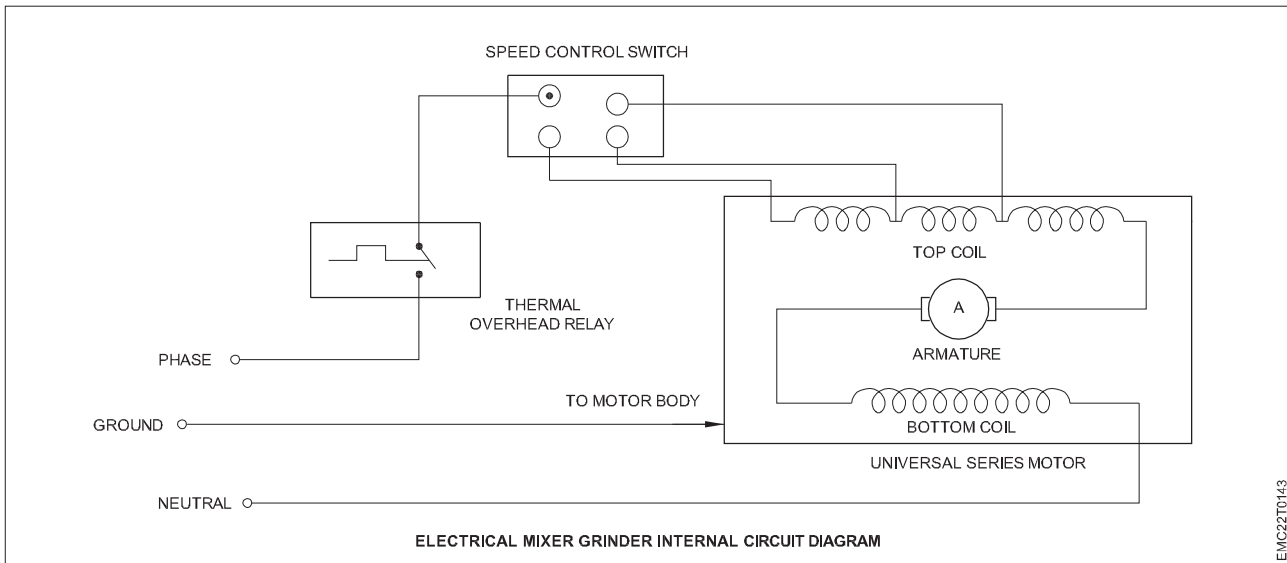 SPEED CONTROL SWITCH
TOP COIL
THERMAL
OVERHEAD RELAY
A
ARMATURE
PHASE
TO MOTOR BODY
GROUND
BOTTOM COIL
UNIVERSAL SERIES MOTOR
NEUTRAL
ELECTRICAL MIXER GRINDER INTERNAL CIRCUIT DIAGRAM
EMC22T0143